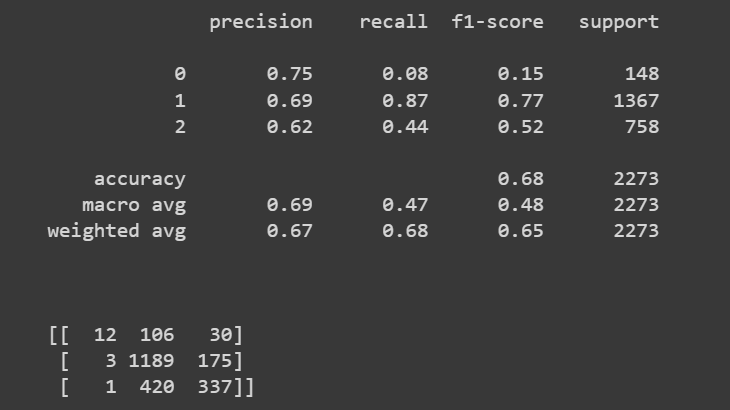 precision recall f1-score support
0 0.75 0.08 0.15 148
1 0.69 0.87 0.77 1367
2 0.62 0.44 0.52 758
accuracy 0.68 2273
macro avg 0.69 0.47 0.48 2273
weighted avg 0.67 0.68 0.65 2273
[[ 12 106 30]
[ 3 1189 175]
[ 1 420 337]]